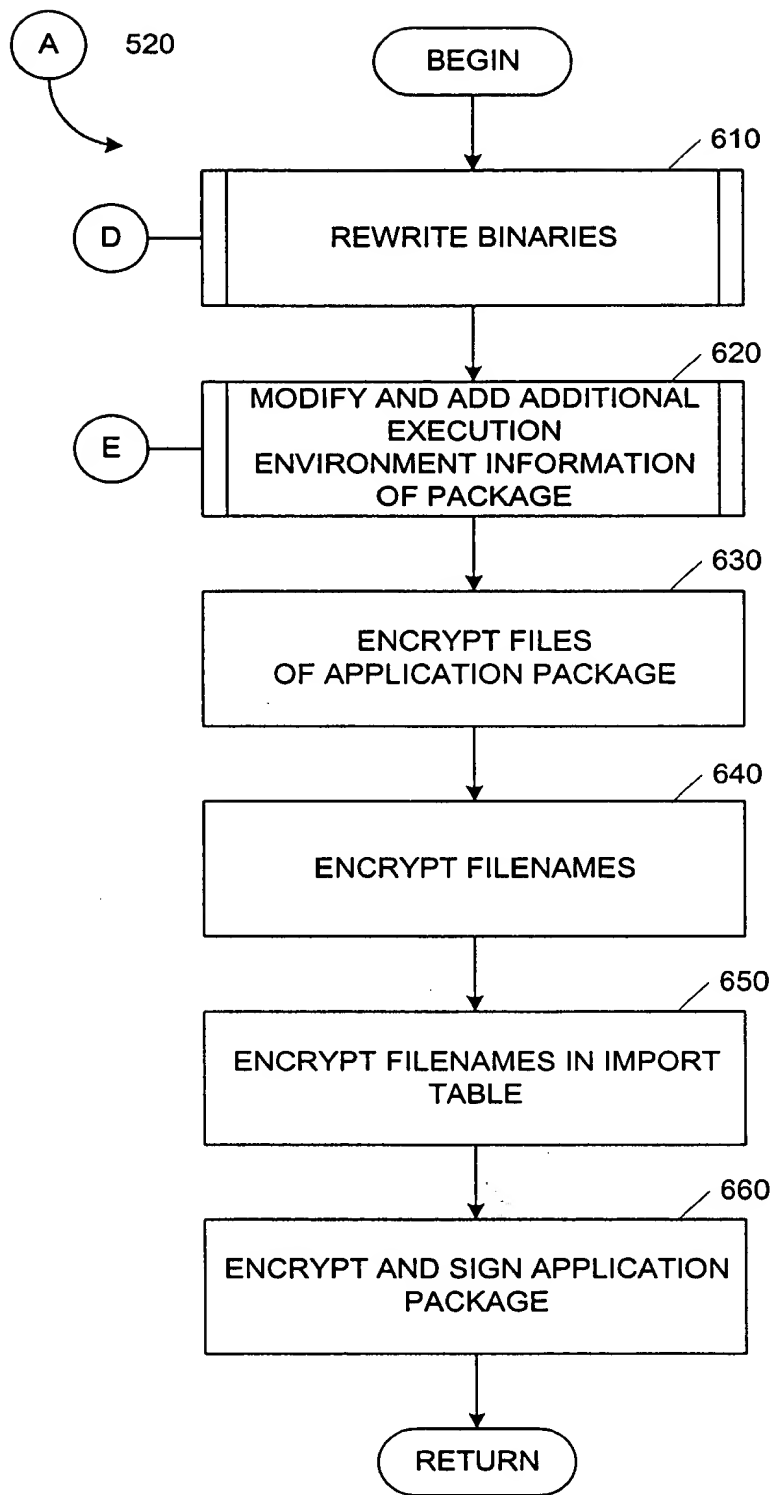 A 520
BEGIN
610
D
REWRITE BINARIES
620
E
MODIFY AND ADD ADDITIONAL
EXECUTION
ENVIRONMENT INFORMATION
OF PACKAGE
630
ENCRYPT FILES
OF APPLICATION PACKAGE
640
ENCRYPT FILENAMES
650
ENCRYPT FILENAMES IN IMPORT
TABLE
660
ENCRYPT AND SIGN APPLICATION
PACKAGE
RETURN